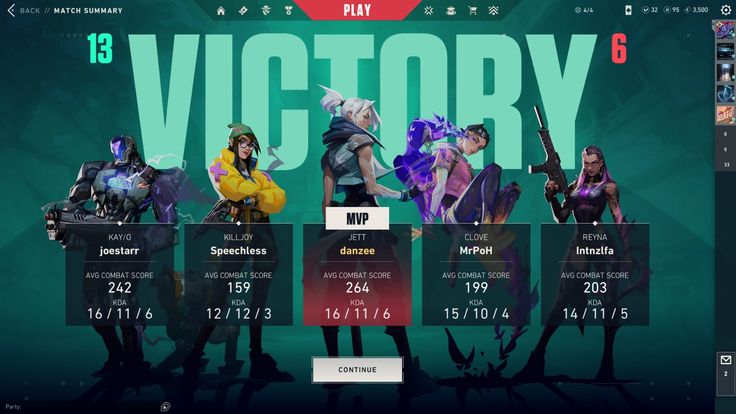 BACK // MATCH SUMMARY
PLAY
4/4
32
95
3,500
13
VICTORY
6
MVP
KAY/O
joestarr
AVG COMBAT SCORE
242
KDA
16 / 11 / 6
KILLJOY
Speechless
AVG COMBAT SCORE
159
KDA
12 / 12 / 3
JETT
danzee
AVG COMBAT SCORE
264
KDA
16 / 11 / 6
CLOVE
MrPoH
AVG COMBAT SCORE
199
KDA
15 / 10 / 4
REYNA
Intnzlfa
AVG COMBAT SCORE
203
KDA
14 / 11 / 5
CONTINUE
0
0
33
2
Party: